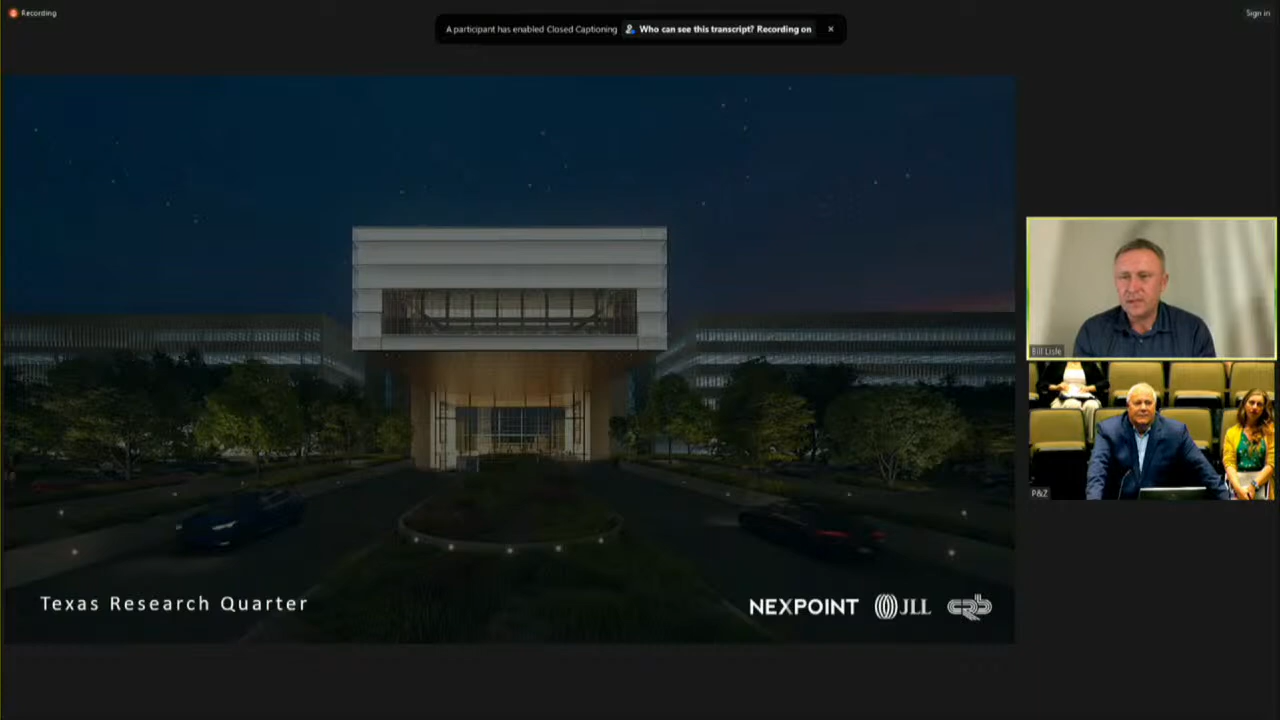 Recording
A participant has enabled Closed Captioning Who can see this transcript? Recording on
Sign in
Bill Lisle
P&Z
Texas Research Quarter
NEXPOINT JLL CRB